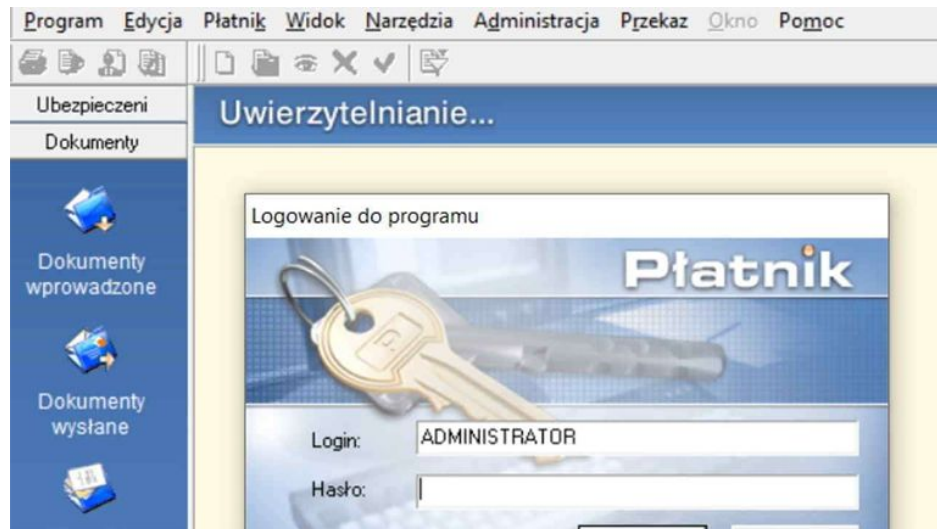 Program Edycja Płatnik Widok Narzędzia Administracja Przekaz Okno Pomoc
Ubezpieczeni
Dokumenty
Uwierzytelnianie...
Dokumenty
wprowadzone
Dokumenty
wysłane
Logowanie do programu
Płatnik
Login: ADMINISTRATOR
Hasło: